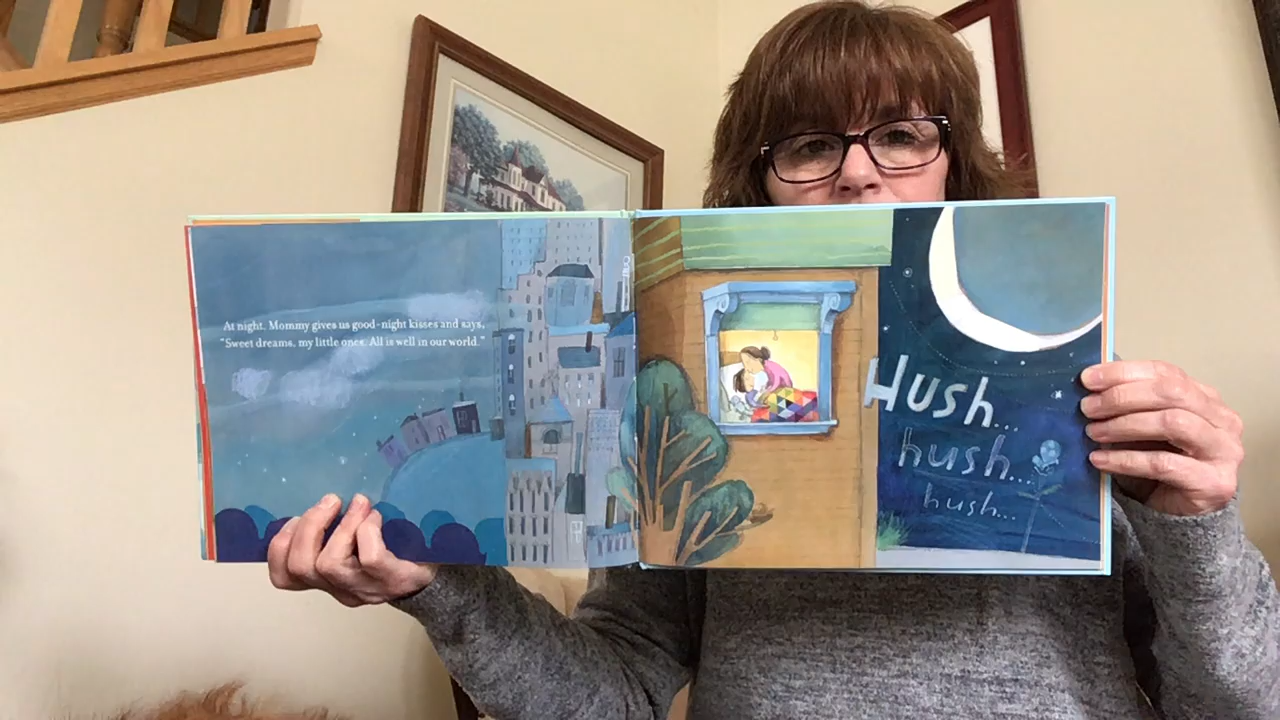 At night, Mommy gives us good-night kisses and says,
"Sweet dreams, my little ones. All is well in our world."
Hush...
hush...
hush...